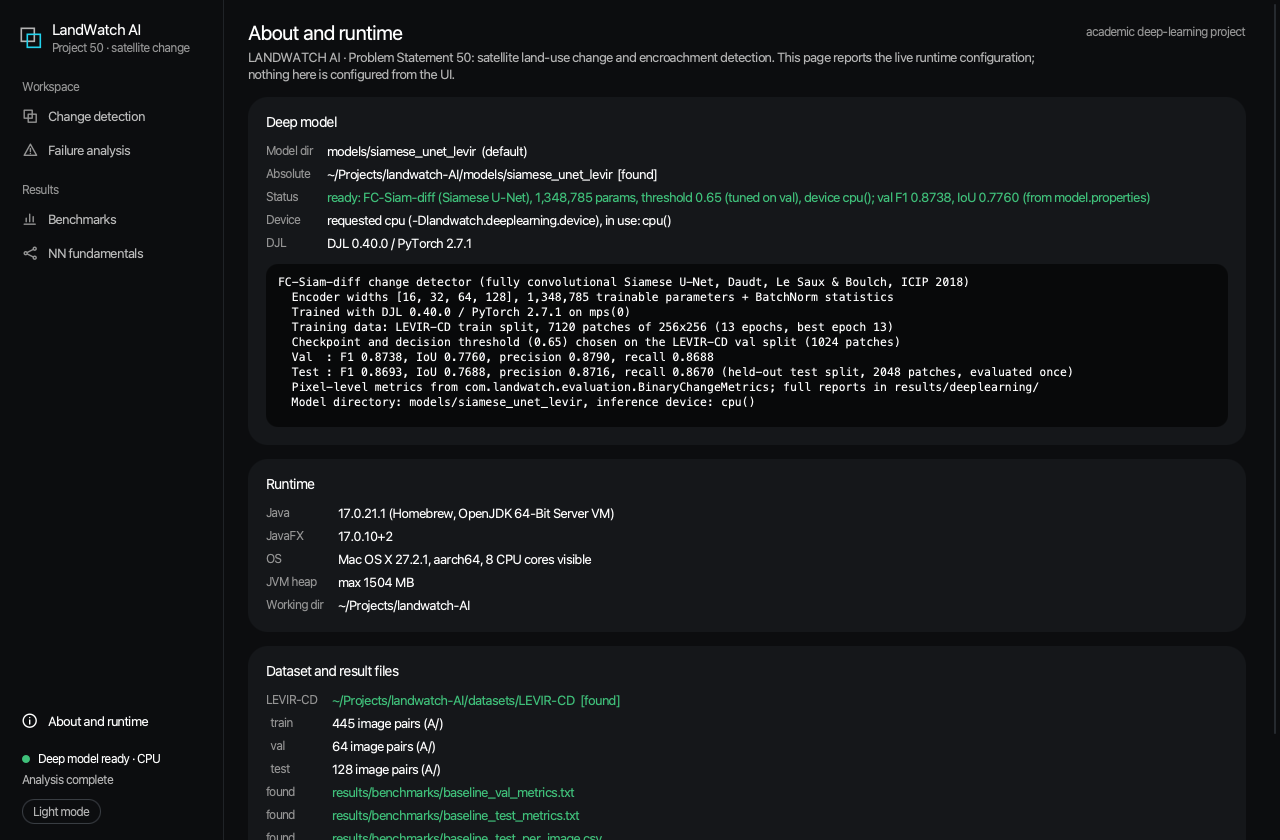 LandWatch AI
Project 50 · satellite change
Workspace
Change detection
Failure analysis
Results
Benchmarks
NN fundamentals
About and runtime
Deep model ready · CPU
Analysis complete
Light mode
About and runtime
academic deep-learning project
LANDWATCH AI · Problem Statement 50: satellite land-use change and encroachment detection. This page reports the live runtime configuration;
nothing here is configured from the UI.
Deep model
Model dir models/siamese_unet_levir (default)
Absolute ~/Projects/landwatch-AI/models/siamese_unet_levir [found]
Status ready: FC-Siam-diff (Siamese U-Net), 1,348,785 params, threshold 0.65 (tuned on val), device cpu(); val F1 0.8738, IoU 0.7760 (from model.properties)
Device requested cpu (-Dlandwatch.deeplearning.device), in use: cpu()
DJL DJL 0.40.0 / PyTorch 2.7.1
FC-Siam-diff change detector (fully convolutional Siamese U-Net, Daudt, Le Saux & Boulch, ICIP 2018)
Encoder widths [16, 32, 64, 128], 1,348,785 trainable parameters + BatchNorm statistics
Trained with DJL 0.40.0 / PyTorch 2.7.1 on mps(0)
Training data: LEVIR-CD train split, 7120 patches of 256x256 (13 epochs, best epoch 13)
Checkpoint and decision threshold (0.65) chosen on the LEVIR-CD val split (1024 patches)
Val : F1 0.8738, IoU 0.7760, precision 0.8790, recall 0.8688
Test : F1 0.8693, IoU 0.7688, precision 0.8716, recall 0.8670 (held-out test split, 2048 patches, evaluated once)
Pixel-level metrics from com.landwatch.evaluation.BinaryChangeMetrics; full reports in results/deeplearning/
Model directory: models/siamese_unet_levir, inference device: cpu()
Runtime
Java 17.0.21.1 (Homebrew, OpenJDK 64-Bit Server VM)
JavaFX 17.0.10+2
OS Mac OS X 27.2.1, aarch64, 8 CPU cores visible
JVM heap max 1504 MB
Working dir ~/Projects/landwatch-AI
Dataset and result files
LEVIR-CD ~/Projects/landwatch-AI/datasets/LEVIR-CD [found]
train 445 image pairs (A/)
val 64 image pairs (A/)
test 128 image pairs (A/)
found results/benchmarks/baseline_val_metrics.txt
found results/benchmarks/baseline_test_metrics.txt
found results/benchmarks/baseline_test_per_image.csv